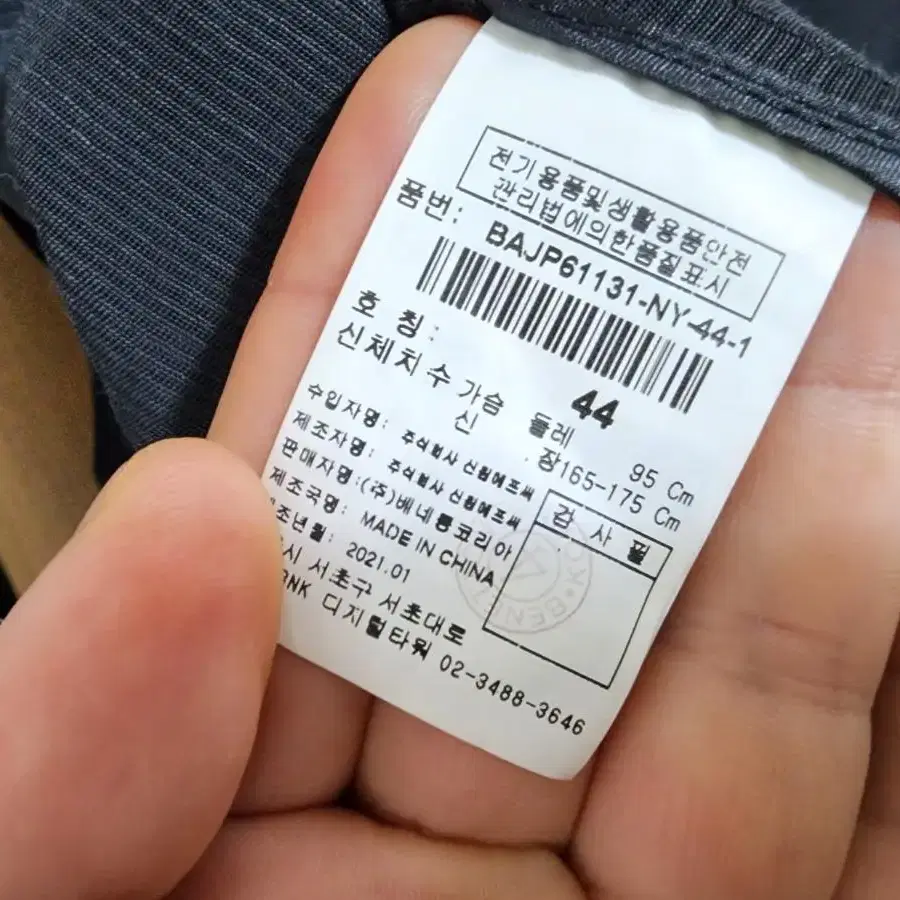 전기용품및생활용품안전
관리법에의한품질표시
품번: BAJP61131-NY-44-1
호 칭: 44
신체치수 가슴 둘레 95 Cm
신 장165-175 Cm
수입자명: 주식회사 신원에프써
제조자명: 주식회사 신원에프써
판매자명:(주)베네통코리아
제조국명: MADE IN CHINA
조년월: 2021.01
시 서초구 서초대로
BNK 디지털타워 02-3488-3646
검 사 필
BENE